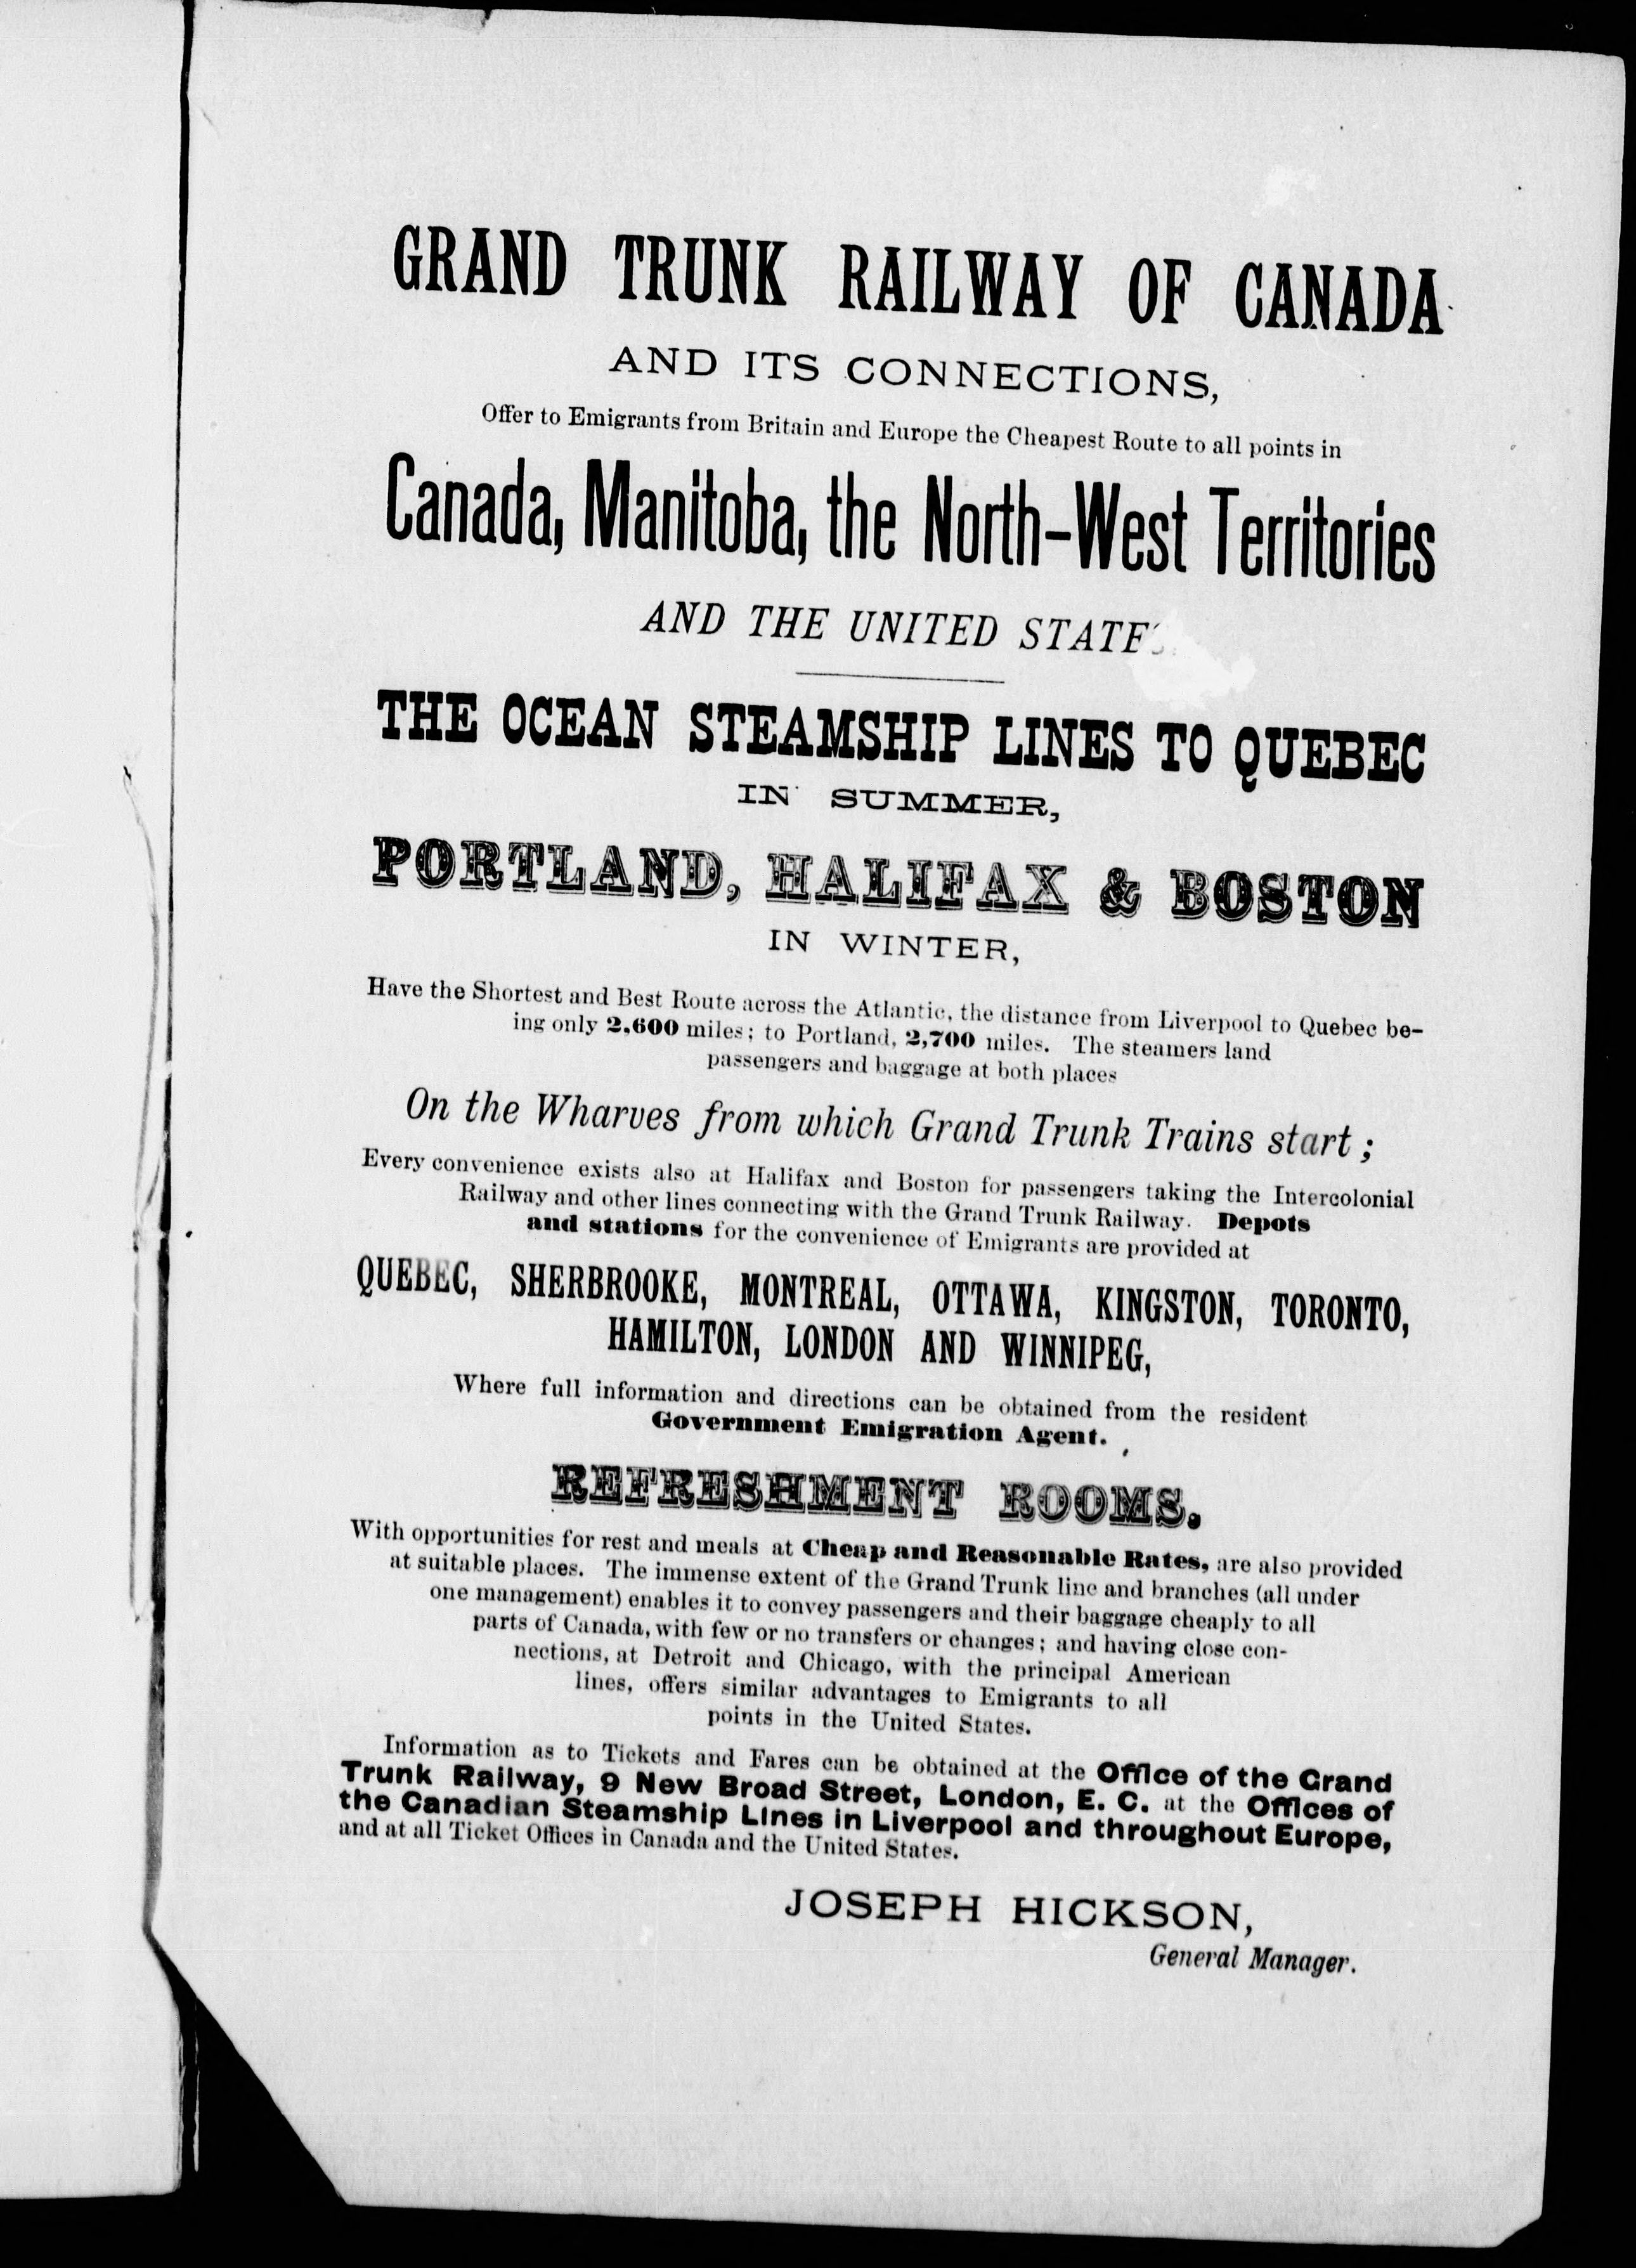 GRAND TRUNK RAILWAY OF CANADA
AND ITS CONNECTIONS,
Offer to Emigrants from Britain and Europe the Cheapest Route to all points in
Canada, Manitoba, the North-West Territories
AND THE UNITED STATES
THE OCEAN STEAMSHIP LINES TO QUEBEC
IN SUMMER,
PORTLAND, HALIFAX & BOSTON
IN WINTER,
Have the Shortest and Best Route across the Atlantic, the distance from Liverpool to Quebec be-
ing only 2,600 miles; to Portland, 2,700 miles. The steamers land
passengers and baggage at both places
On the Wharves from which Grand Trunk Trains start;
Every convenience exists also at Halifax and Boston for passengers taking the Intercolonial
Railway and other lines connecting with the Grand Trunk Railway. Depots
and stations for the convenience of Emigrants are provided at
QUEBEC, SHERBROOKE, MONTREAL, OTTAWA, KINGSTON, TORONTO,
HAMILTON, LONDON AND WINNIPEG,
Where full information and directions can be obtained from the resident
Government Emigration Agent.
REFRESHMENT ROOMS.
With opportunities for rest and meals at Cheap and Reasonable Rates, are also provided
at suitable places. The immense extent of the Grand Trunk line and branches (all under
one management) enables it to convey passengers and their baggage cheaply to all
parts of Canada, with few or no transfers or changes; and having close con-
nections, at Detroit and Chicago, with the principal American
lines, offers similar advantages to Emigrants to all
points in the United States.
Information as to Tickets and Fares can be obtained at the Office of the Grand
Trunk Railway, 9 New Broad Street, London, E. C. at the Offices of
the Canadian Steamship Lines in Liverpool and throughout Europe,
and at all Ticket Offices in Canada and the United States.
JOSEPH HICKSON,
General Manager.